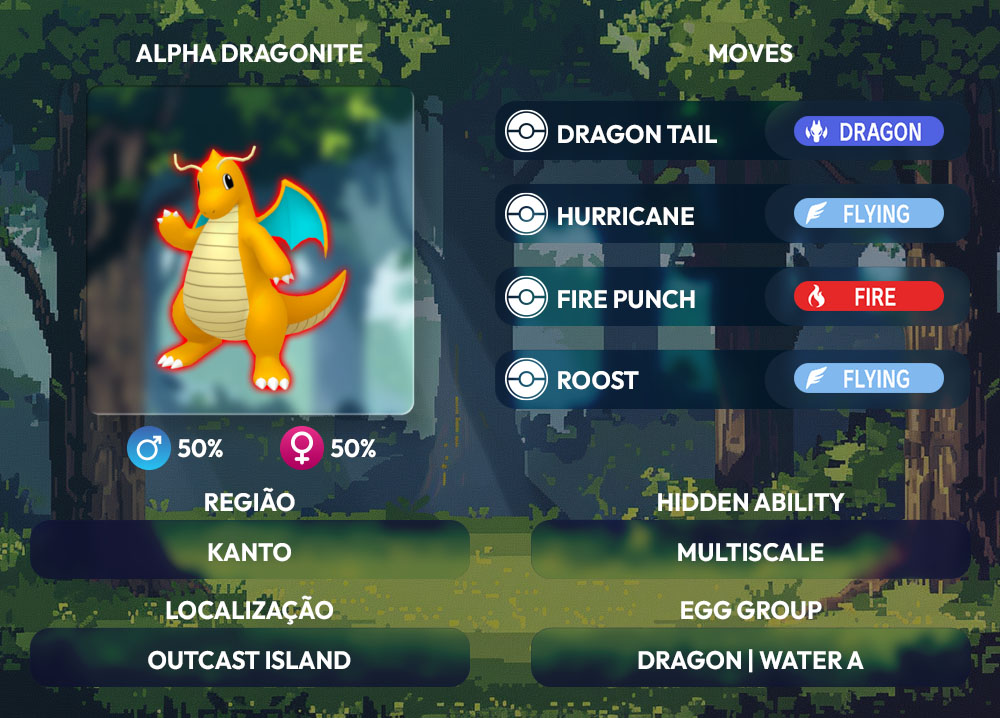 ALPHA DRAGONITE
50%
50%
MOVES
DRAGON TAIL
DRAGON
HURRICANE
FLYING
FIRE PUNCH
FIRE
ROOST
FLYING
REGIÃO
KANTO
HIDDEN ABILITY
MULTISCALE
LOCALIZAÇÃO
OUTCAST ISLAND
EGG GROUP
DRAGON | WATER A